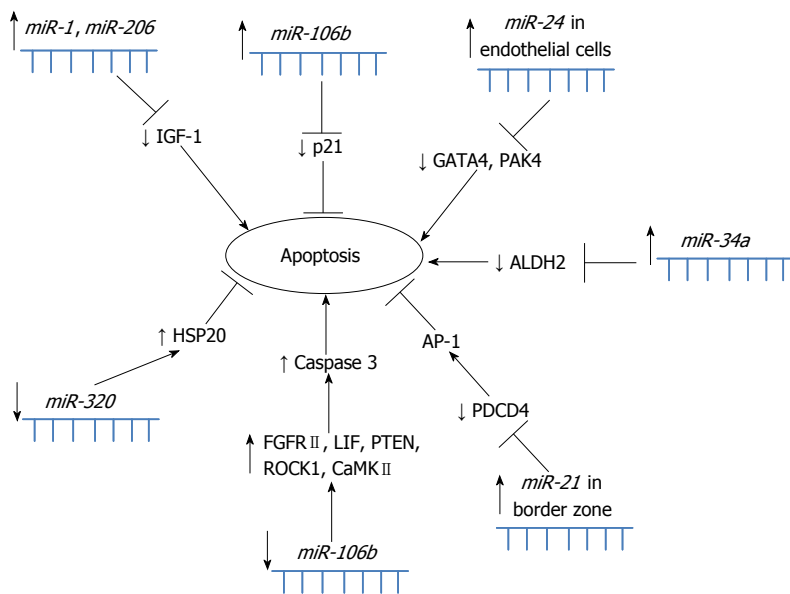 ↑ miR-1, miR-206
↑ miR-106b
↑ miR-24 in
endothelial cells
↓ IGF-1
↓ p21
↓ GATA4, PAK4
Apoptosis
↓ ALDH2
↑ miR-34a
↑ HSP20
AP-1
↑ Caspase 3
↓ miR-320
↓ PDCD4
↑ FGFRⅡ, LIF, PTEN,
ROCK1, CaMKⅡ
↑ miR-21 in
border zone
↓ miR-106b